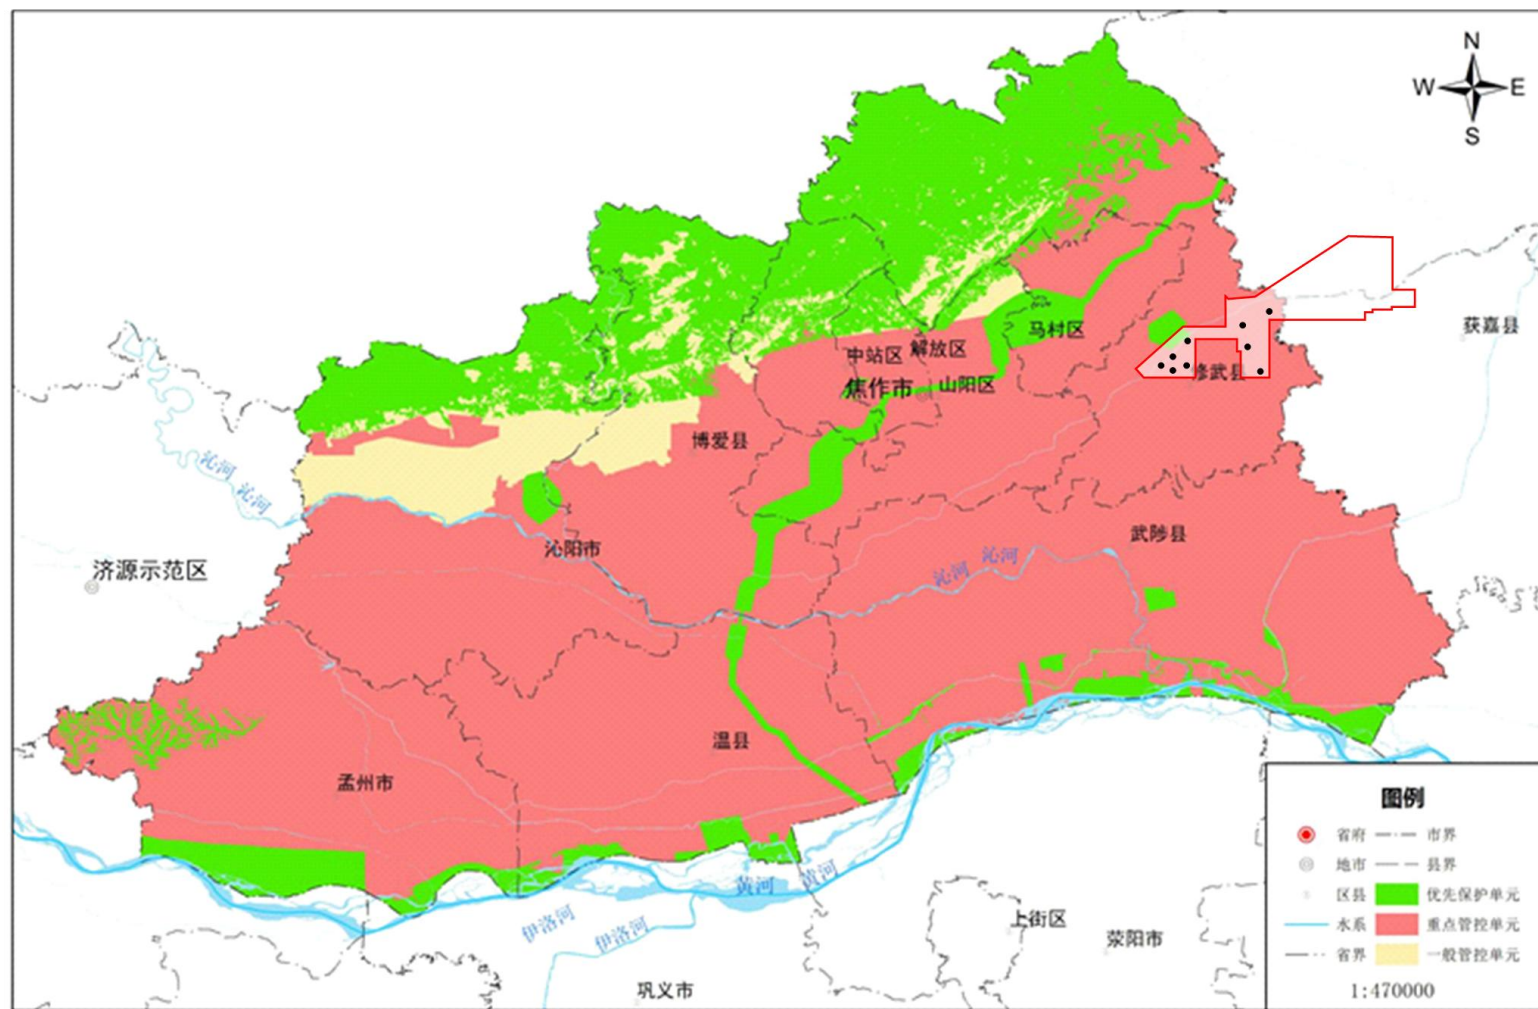 N
W E
S
马村区
获嘉县
中站区 解放区
修武县
焦作市 山阳区
博爱县
沁河 沁河
武陟县
沁阳市
沁河 沁河
济源示范区
温县
孟州市
黄河 黄河
伊洛河 伊洛河
上街区
荥阳市
巩义市
图例
省府 市界
地市 县界
区县 优先保护单元
水系 重点管控单元
省界 一般管控单元
1:470000